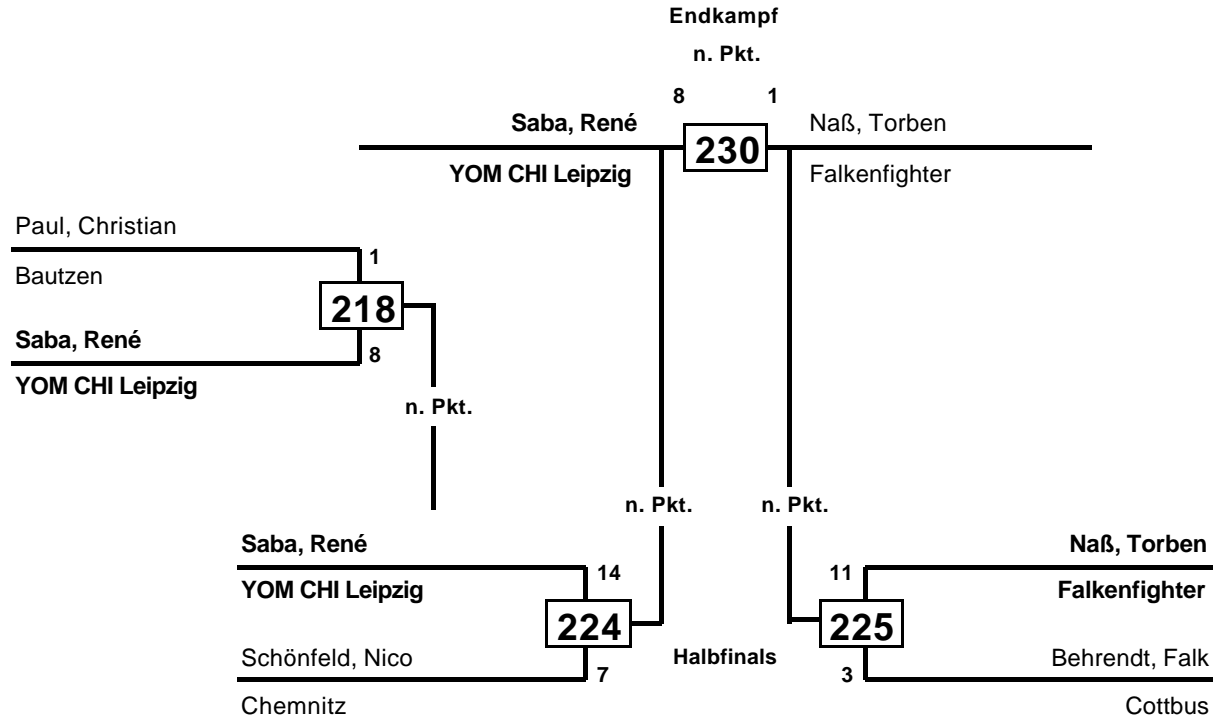 Endkampf
n. Pkt.
8 1
Saba, René 230 Naß, Torben
YOM CHI Leipzig Falkenfighter
Paul, Christian
1
Bautzen
218
Saba, René
8
YOM CHI Leipzig
n. Pkt.
n. Pkt. n. Pkt.
Saba, René Naß, Torben
14 11
YOM CHI Leipzig Falkenfighter
224 225
Schönfeld, Nico Halbfinals Behrendt, Falk
7 3
Chemnitz Cottbus